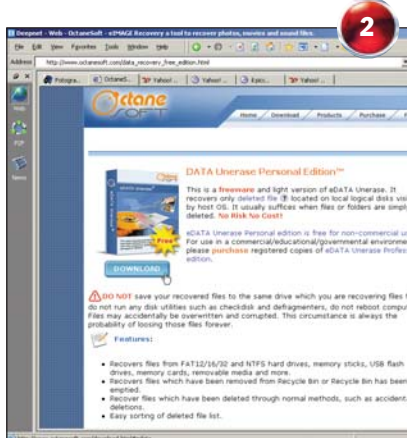 2
Deepnet - Web - OctaneSoft - eIMAGE Recovery a tool to recover photos, movies and sound files.
File Edit View Favorites Tools Window Help
Address http://www.octanesoft.com/data_recovery_free_edition.html
Yahoo! Yahoo! Epic... Yahoo!
Octane
SOFT
Home / Download / Products / Purchase /
DATA Unerase Personal Edition™
This is a freeware and light version of eDATA Unerase. It
recovers only deleted file located on local logical disks visi
by host OS. It usually suffices when files or folders are simpl
deleted. No Risk No Cost!
eDATA Unerase Personal edition is free for non-commercial us
For use in a commercial/educational/governmental environme
please purchase registered copies of eDATA Unerase Profes
edition.
Free
DOWNLOAD
DO NOT save your recovered files to the same drive which you are recovering files f
do not run any disk utilities such as checkdisk and defragmenters, do not reboot comput
Files may accidentally be overwritten and corrupted. This circumstance is always the
probability of loosing those files forever.
Features:
• Recovers files from FAT12/16/32 and NTFS hard drives, memory sticks, USB flash
drives, memory cards, removable media and more.
• Recovers files which have been removed from Recycle Bin or Recycle Bin has been
emptied.
• Recover files which have been deleted through normal methods, such as accidenta
deletions.
• Easy sorting of deleted file list.